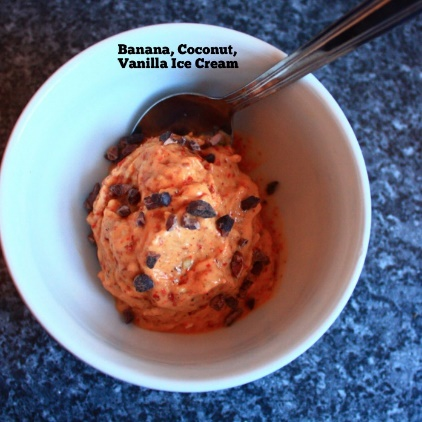 Banana, Coconut,
Vanilla Ice Cream